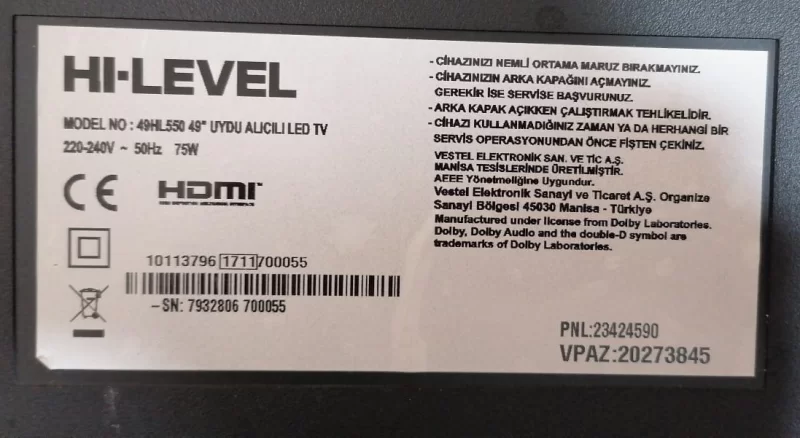 HI-LEVEL
MODEL NO : 49HL550 49" UYDU ALICILI LED TV
220-240V ~ 50Hz 75W
CE HDMI
10113796 1711700055
-SN: 7932806 700055
- CİHAZINIZI NEMLİ ORTAMA MARUZ BIRAKMAYINIZ.
- CİHAZINIZIN ARKA KAPAĞINI AÇMAYINIZ.
GEREKİR İSE SERVİSE BAŞVURUNUZ.
- ARKA KAPAK AÇIKKEN ÇALIŞTIRMAK TEHLİKELİDİR.
- CİHAZI KULLANMADIĞINIZ ZAMAN YA DA HERHANGİ BİR
SERVİS OPERASYONUNDAN ÖNCE FİŞTEN ÇEKİNİZ.
VESTEL ELEKTRONİK SAN. VE TİC A.Ş.
MANİSA TESİSLERİNDE ÜRETİLMİŞTİR.
AEEE Yönetmeliğine Uygundur.
Vestel Elektronik Sanayi ve Ticaret A.Ş. Organize
Sanayi Bölgesi 45030 Manisa - Türkiye
Manufactured under license from Dolby Laboratories.
Dolby, Dolby Audio and the double-D symbol are
trademarks of Dolby Laboratories.
PNL:23424590
VPAZ:20273845